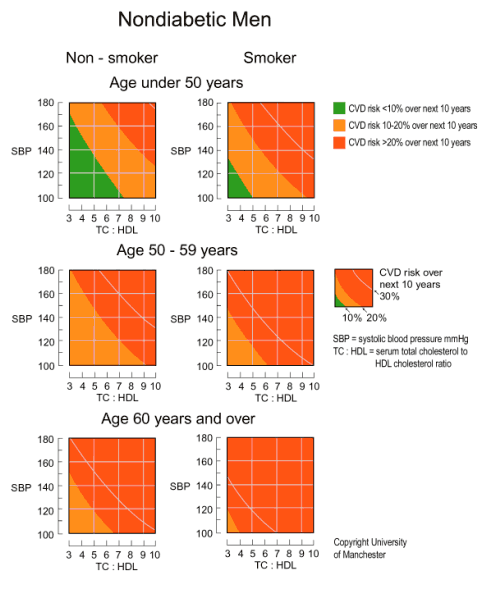 Nondiabetic Men
Non - smoker Smoker
Age under 50 years
180 180
160 160
SBP 140 SBP 140
120 120
100 100
3 4 5 6 7 8 9 10 3 4 5 6 7 8 9 10
TC : HDL TC : HDL
CVD risk <10% over next 10 years
CVD risk 10-20% over next 10 years
CVD risk >20% over next 10 years
Age 50 - 59 years
180 180
160 160
SBP 140 SBP 140
120 120
100 100
3 4 5 6 7 8 9 10 3 4 5 6 7 8 9 10
TC : HDL TC : HDL
CVD risk over
next 10 years
30%
10% 20%
SBP = systolic blood pressure mmHg
TC : HDL = serum total cholesterol to
HDL cholesterol ratio
Age 60 years and over
180 180
160 160
SBP 140 SBP 140
120 120
100 100
3 4 5 6 7 8 9 10 3 4 5 6 7 8 9 10
TC : HDL TC : HDL
Copyright University
of Manchester